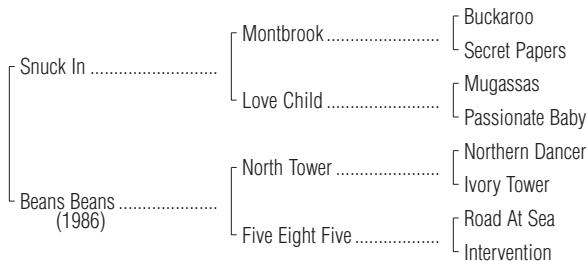 Buckaroo
Montbrook ........................
Secret Papers
Snuck In ...........................
Mugassas
Love Child ........................
Passionate Baby
Northern Dancer
North Tower ......................
Ivory Tower
Beans Beans .....................
(1986)
Road At Sea
Five Eight Five ..................
Intervention